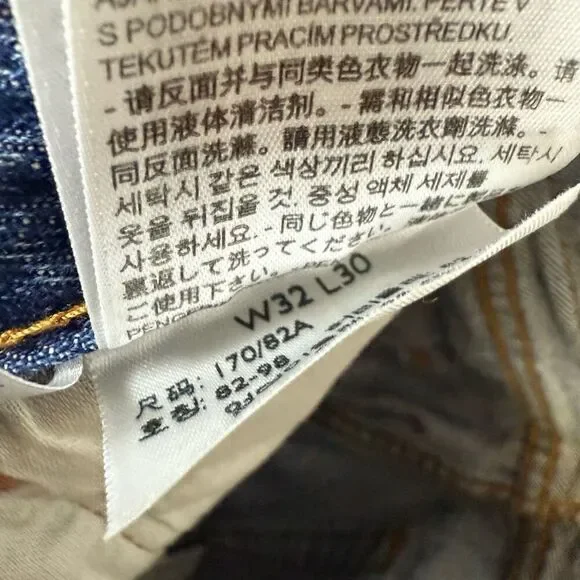 S PODOBNÝMI BARVAMI. PERTE V
TEKUTÉM PRACÍM PROSTŘEDKU.
- 请反面并与同类色衣物一起洗涤。请
使用液体清洁剂。- 需和相似色衣物一
同反面洗滌。請用液態洗衣劑洗滌。-
세탁시 같은 색상끼리 하십시요. 세탁시
옷을 뒤집을 것. 중성 액체 세제를
사용하세요. - 同じ色物と一緒に
裏返して洗ってください。
ご使用下さい。
W32 L30
尺码: 170/82A
호칭: 82-98